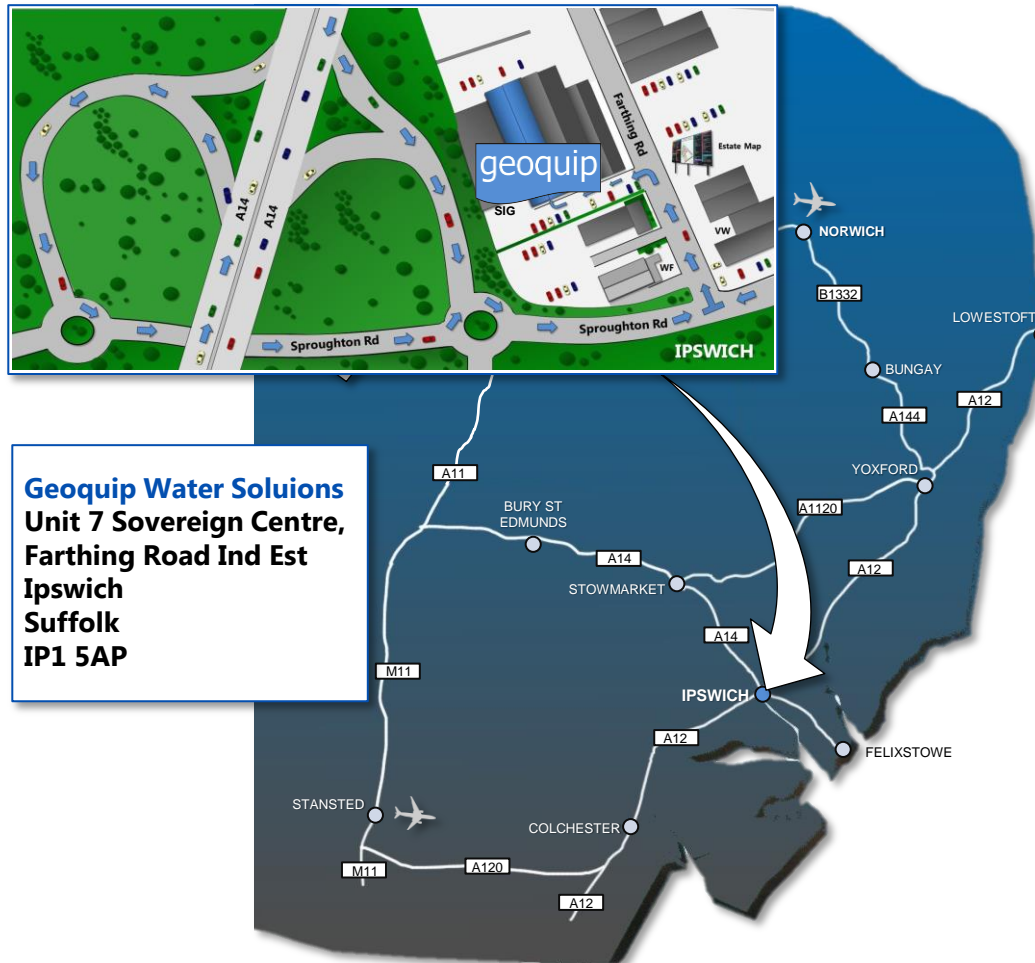 A14
A14
Farthing Rd
Estate Map
geoquip
SIG
VW
WF
Sproughton Rd
Sproughton Rd
IPSWICH
NORWICH
B1332
LOWESTOFT
BUNGAY
A12
A144
A11
YOXFORD
BURY ST
EDMUNDS
A1120
A14
A12
STOWMARKET
A14
Geoquip Water Soluions
Unit 7 Sovereign Centre,
Farthing Road Ind Est
Ipswich
Suffolk
IP1 5AP
M11
IPSWICH
A12
FELIXSTOWE
STANSTED
COLCHESTER
M11
A120
A12